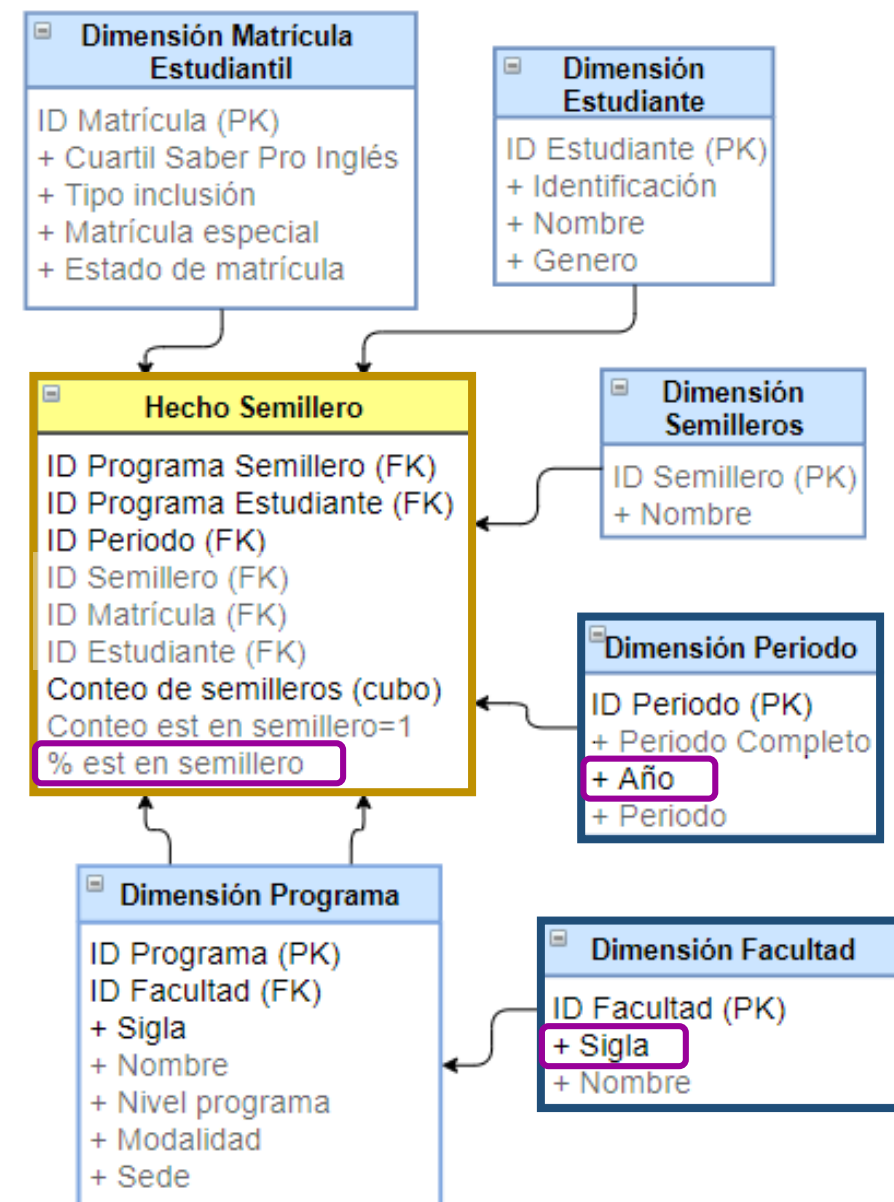 Dimensión Matrícula
Estudiantil
ID Matrícula (PK)
+ Cuartil Saber Pro Inglés
+ Tipo inclusión
+ Matrícula especial
+ Estado de matrícula
Dimensión
Estudiante
ID Estudiante (PK)
+ Identificación
+ Nombre
+ Genero
Hecho Semillero
ID Programa Semillero (FK)
ID Programa Estudiante (FK)
ID Periodo (FK)
ID Semillero (FK)
ID Matrícula (FK)
ID Estudiante (FK)
Conteo de semilleros (cubo)
Conteo est en semillero=1
% est en semillero
Dimensión
Semilleros
ID Semillero (PK)
+ Nombre
Dimensión Periodo
ID Periodo (PK)
+ Periodo Completo
+ Año
+ Periodo
Dimensión Programa
ID Programa (PK)
ID Facultad (FK)
+ Sigla
+ Nombre
+ Nivel programa
+ Modalidad
+ Sede
Dimensión Facultad
ID Facultad (PK)
+ Sigla
+ Nombre